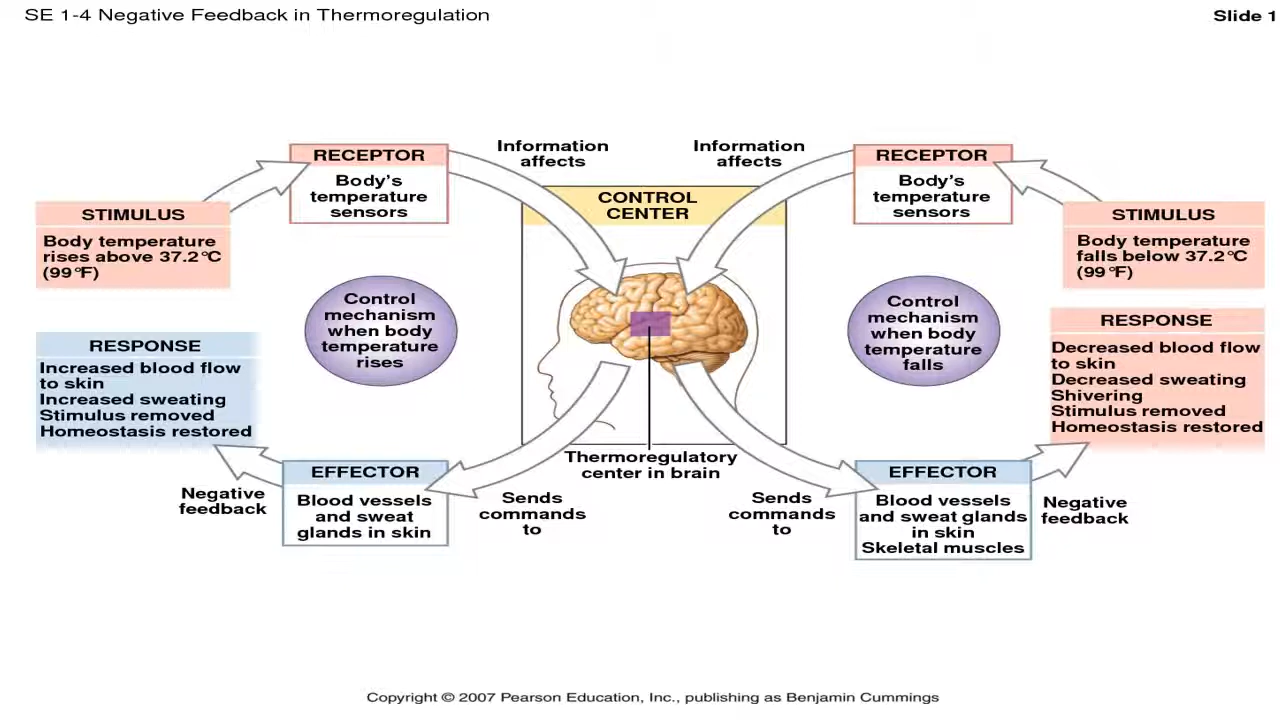 SE 1-4 Negative Feedback in Thermoregulation
Slide 1
RECEPTOR
Body's
temperature
sensors
Information
affects
Information
affects
RECEPTOR
Body's
temperature
sensors
CONTROL
CENTER
STIMULUS
Body temperature
rises above 37.2°C
(99°F)
STIMULUS
Body temperature
falls below 37.2°C
(99°F)
Control
mechanism
when body
temperature
rises
Control
mechanism
when body
temperature
falls
RESPONSE
Increased blood flow
to skin
Increased sweating
Stimulus removed
Homeostasis restored
RESPONSE
Decreased blood flow
to skin
Decreased sweating
Shivering
Stimulus removed
Homeostasis restored
Thermoregulatory
center in brain
Negative
feedback
EFFECTOR
Blood vessels
and sweat
glands in skin
Sends
commands
to
Sends
commands
to
EFFECTOR
Blood vessels
and sweat glands
in skin
Skeletal muscles
Negative
feedback
Copyright © 2007 Pearson Education, Inc., publishing as Benjamin Cummings